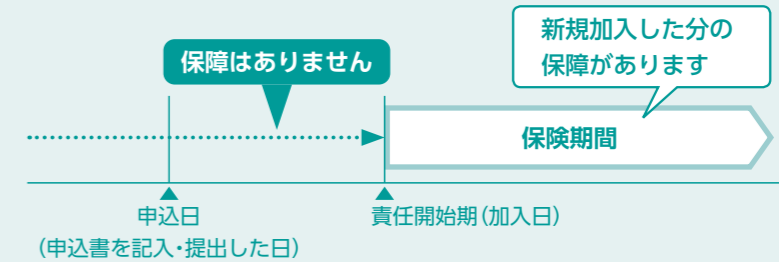 新規加入した分の
保障があります
保障はありません
保険期間
申込日
(申込書を記入・提出した日)
責任開始期(加入日)